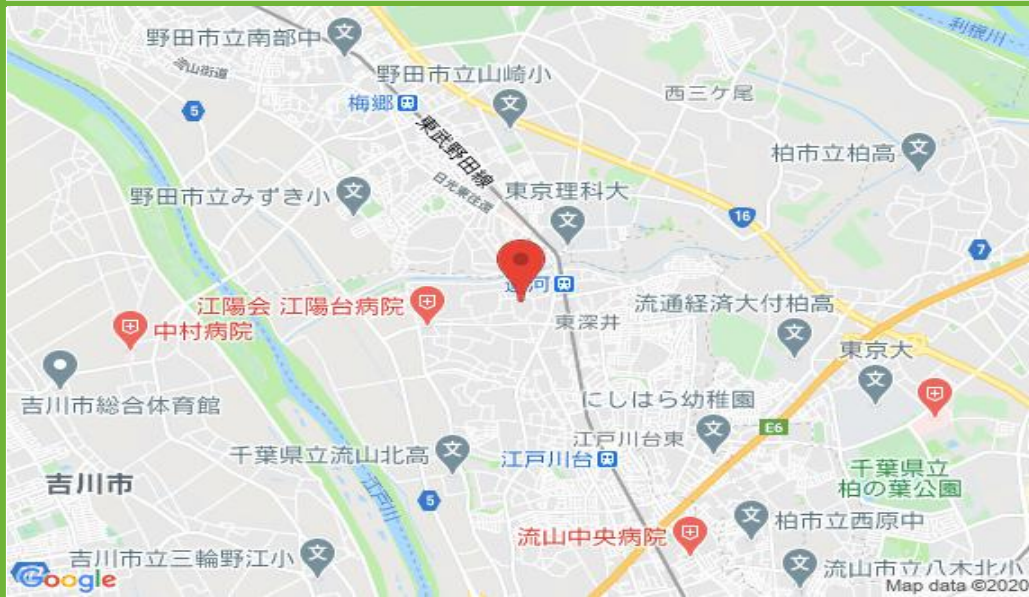 野田市立南部中
利根川
流山街道
野田市立山崎小
梅郷
西三ケ尾
5
東武野田線
柏市立柏高
日光東往還
野田市立みずき小
東京理科大
16
7
河
江陽会 江陽台病院
流通経済大付柏高
中村病院
東深井
東京大
吉川市総合体育館
にしはら幼稚園
E6
江戸川台東
千葉県立流山北高
江戸川台
千葉県立
柏の葉公園
吉川市
江戸川
5
柏市立西原中
流山中央病院
吉川市立三輪野江小
流山市立八木北小
Google
Map data ©2020